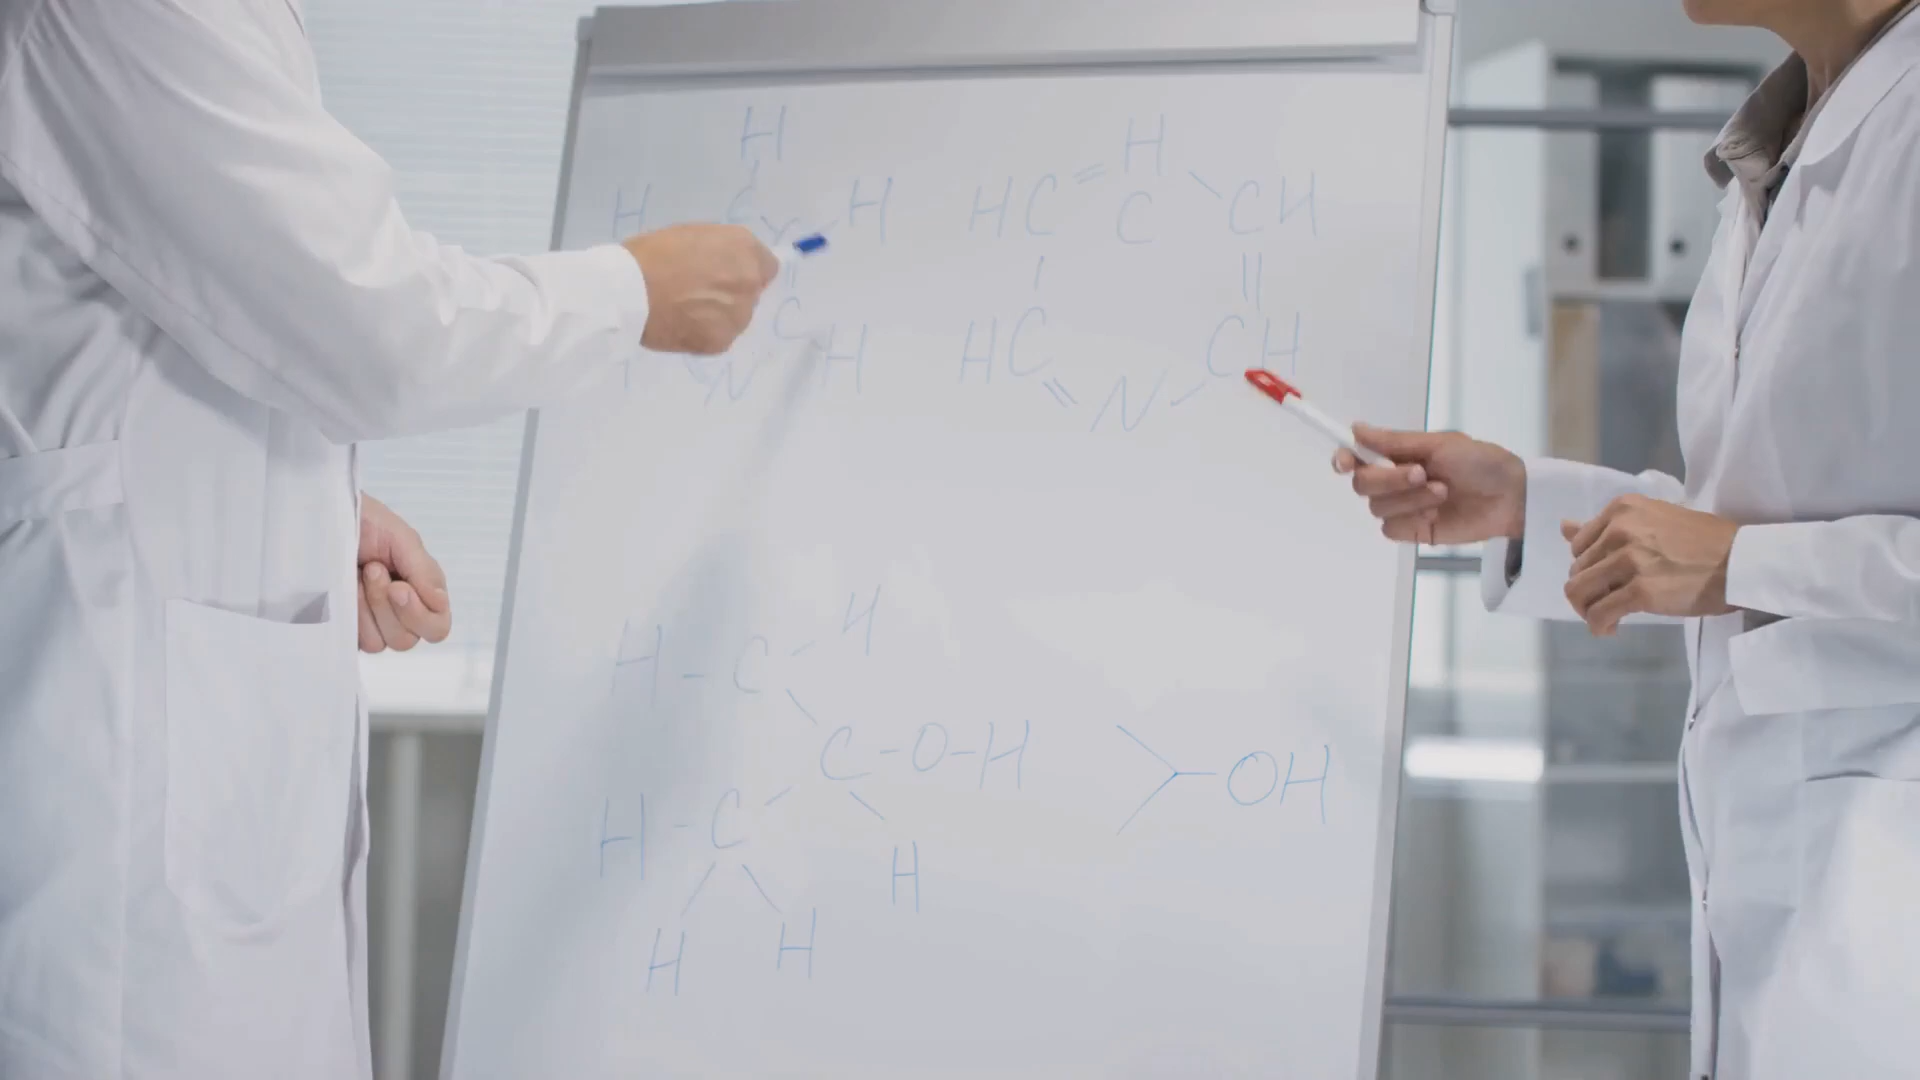 H H
H C H HC = C CH
C
H HC CH
N N
H
H - C
C - O - H OH
H - C
H
H H